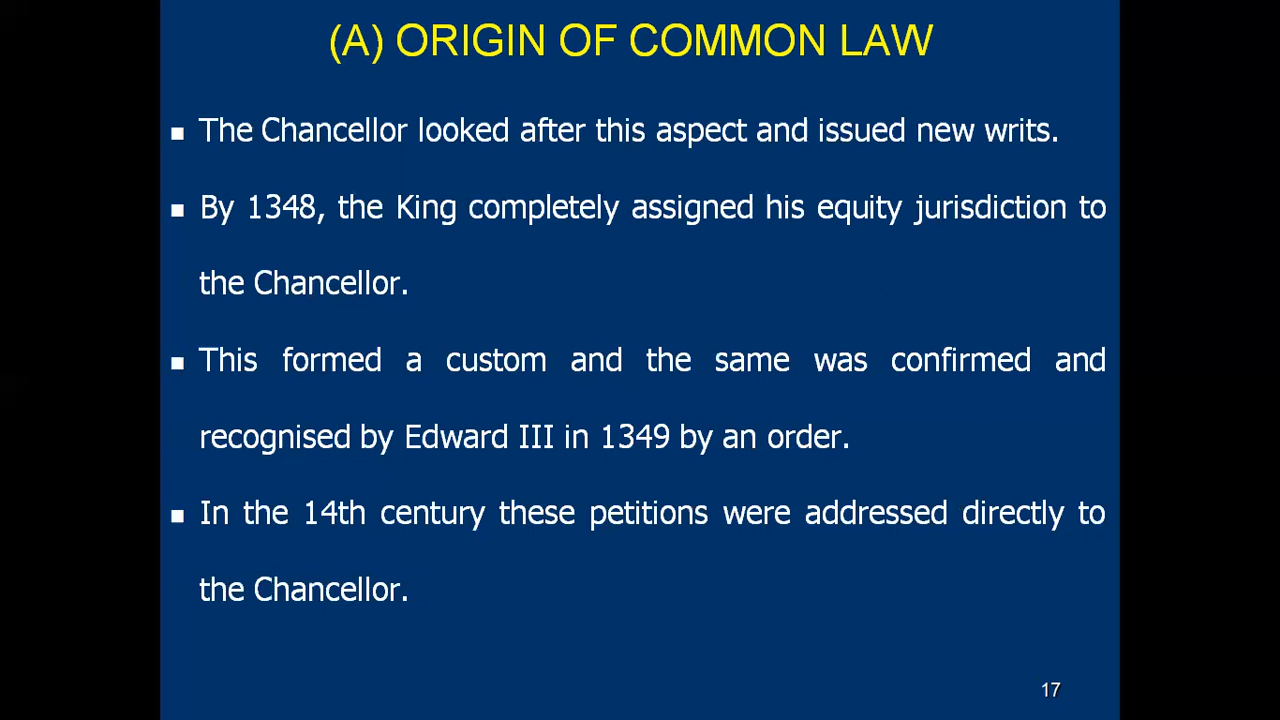 (A) ORIGIN OF COMMON LAW
▪ The Chancellor looked after this aspect and issued new writs.
▪ By 1348, the King completely assigned his equity jurisdiction to
the Chancellor.
▪ This formed a custom and the same was confirmed and
recognised by Edward III in 1349 by an order.
▪ In the 14th century these petitions were addressed directly to
the Chancellor.
17